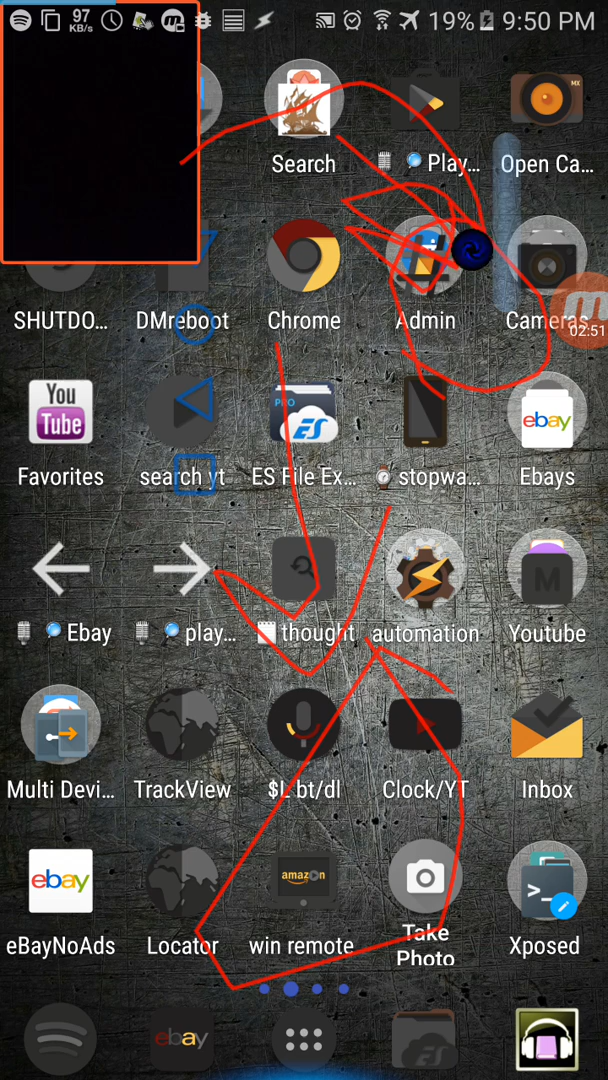 97
KB/s
19% 9:50 PM
MX
Search
Play...
Open Ca...
SHUTDO...
DMreboot
Chrome
Admin
Cameras
02:51
You
Tube
PRO
ES
ebay
Favorites
search yt
ES File Ex...
stopwa...
Ebays
M
Ebay
play...
thought
automation
Youtube
Multi Devi...
TrackView
$L bt/dl
Clock/YT
Inbox
ebay
amazon
>_
eBayNoAds
Locator
win remote
Take
Photo
Xposed
ebay
ES